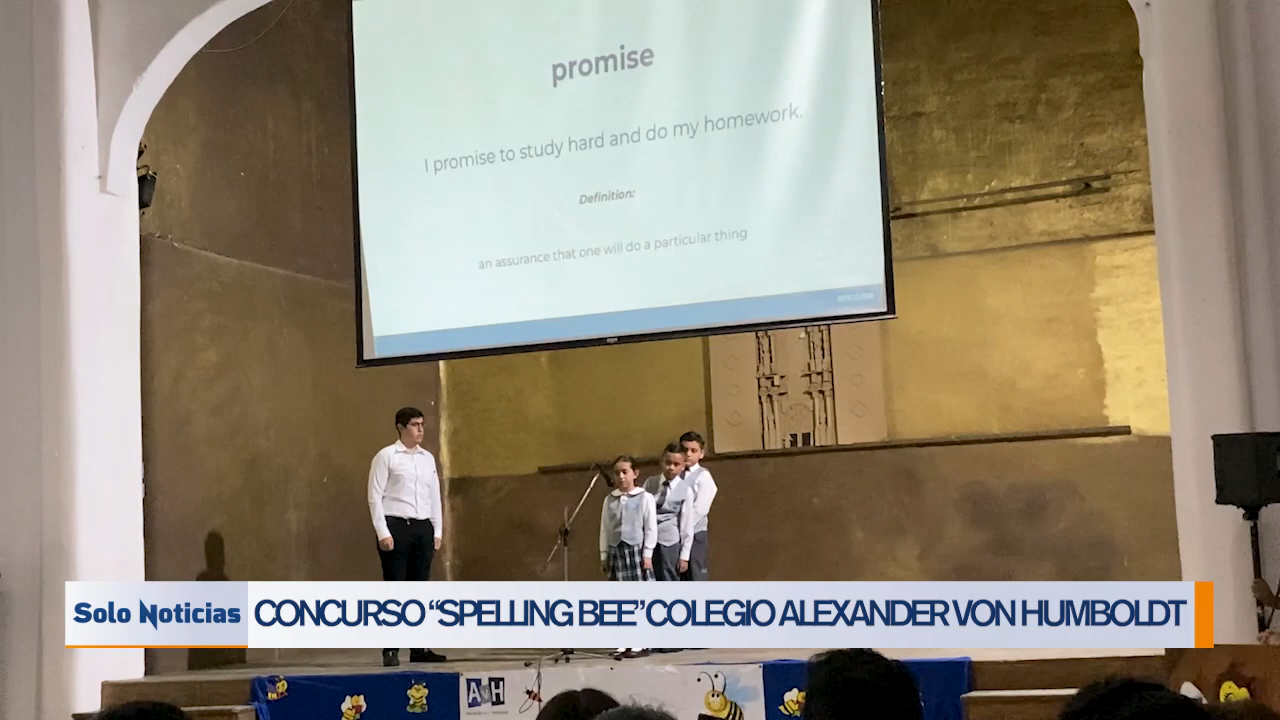 promise
I promise to study hard and do my homework.
Definition:
an assurance that one will do a particular thing
Solo Noticias
CONCURSO “SPELLING BEE” COLEGIO ALEXANDER VON HUMBOLDT
AVH